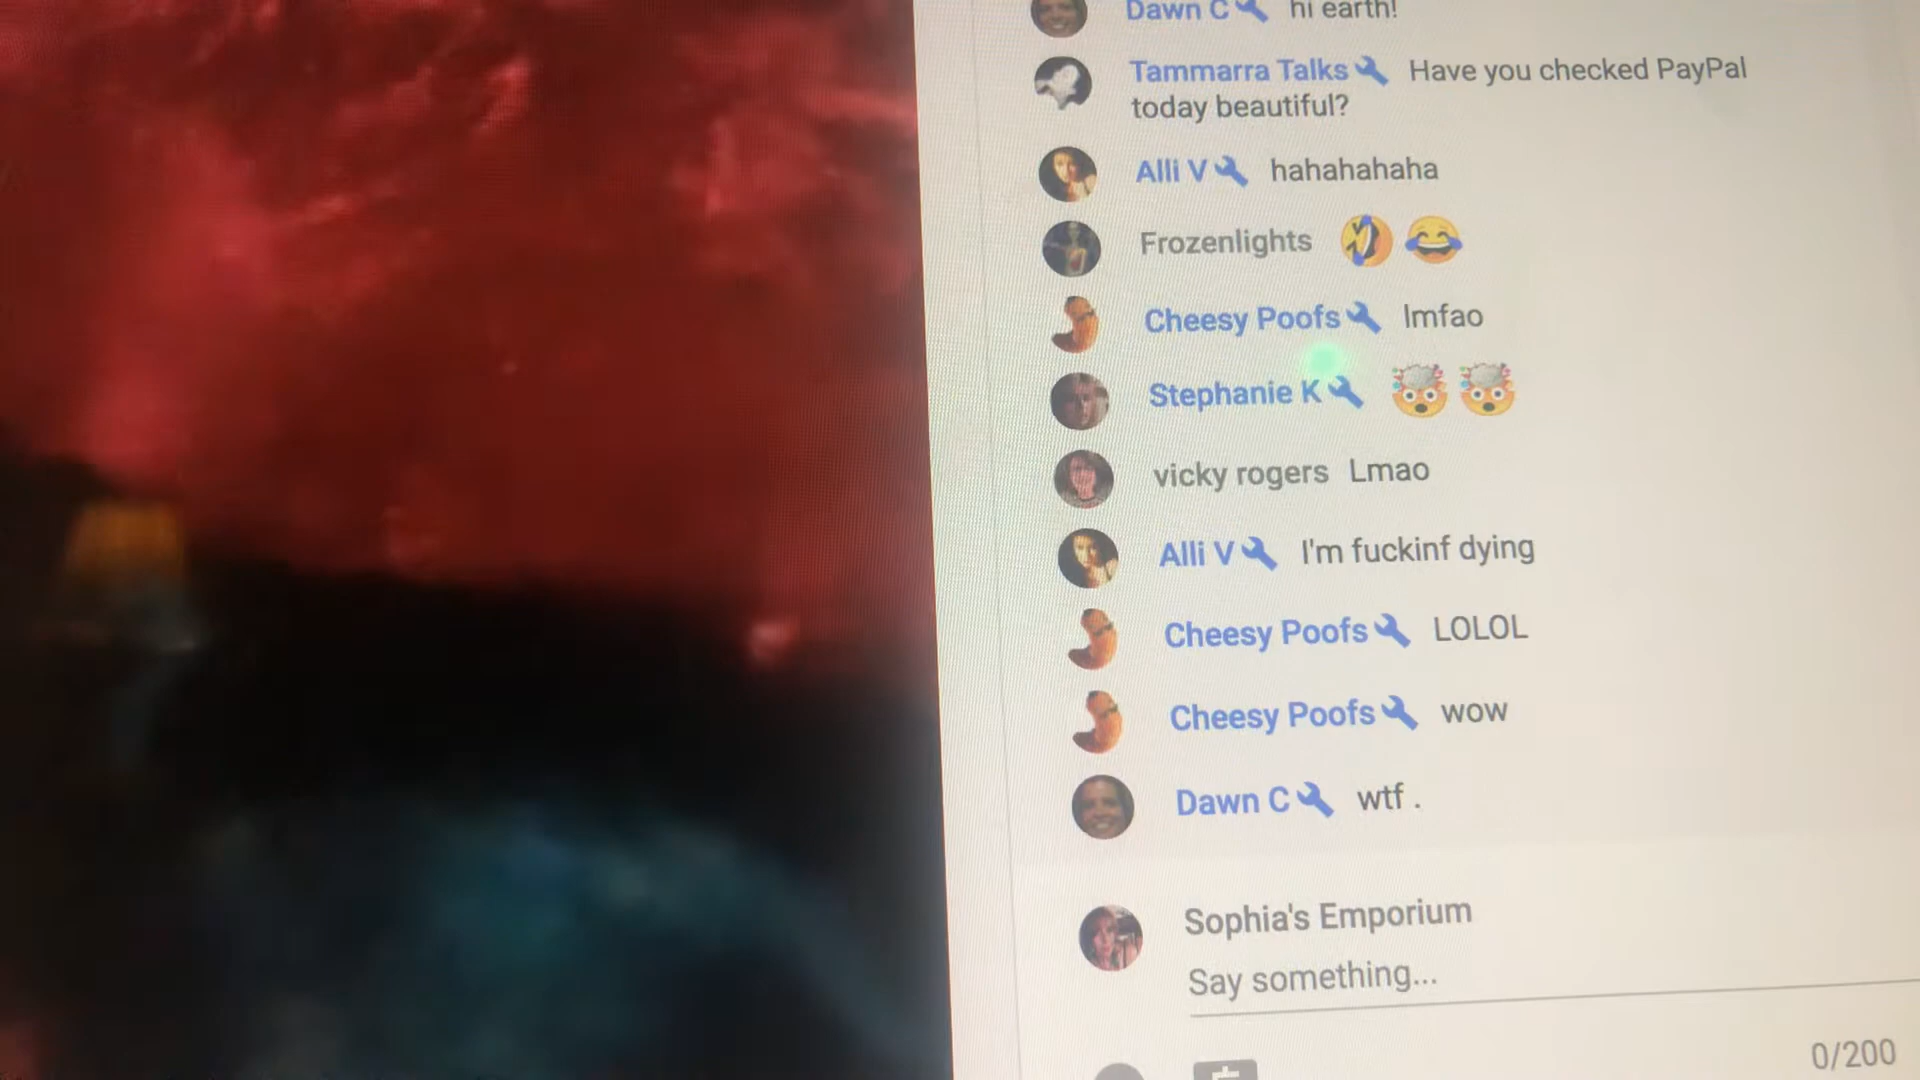 Dawn C hi earth!
Tammarra Talks Have you checked PayPal
today beautiful?
Alli V hahahahaha
Frozenlights 🤣 😂
Cheesy Poofs lmfao
Stephanie K 🤯 🤯
vicky rogers Lmao
Alli V I'm fuckinf dying
Cheesy Poofs LOLOL
Cheesy Poofs wow
Dawn C wtf .
Sophia's Emporium
Say something...
0/200